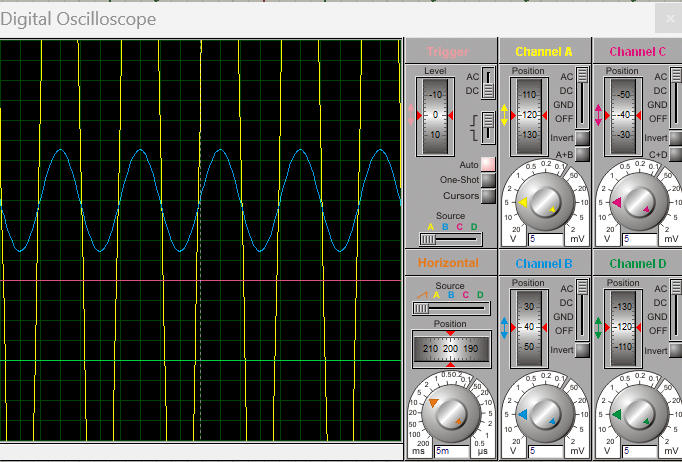 Digital Oscilloscope
Trigger
Level
AC
DC
-10
0
10
Auto
One-Shot
Cursors
Source
A B C D
Channel A
Position
AC
DC
GND
OFF
110
120
130
Invert
A+B
0.5 0.2
1 0.1
2 50
5 20
10 10
20 5
2
V 5 mV
Channel C
Position
AC
DC
GND
OFF
-50
-40
-30
Invert
C+D
0.5 0.2
1 0.1
2 50
5 20
10 10
20 5
2
V 5 mV
Horizontal
Source
A B C D
Position
210 200 190
0.5 0.2
1 0.1
2 50
5 20
10 10
20 5
50 2
100 1
200 0.5
ms 5m µs
Channel B
Position
AC
DC
GND
OFF
30
40
50
Invert
0.5 0.2
1 0.1
2 50
5 20
10 10
20 5
2
V 5 mV
Channel D
Position
AC
DC
GND
OFF
-130
-120
-110
Invert
0.5 0.2
1 0.1
2 50
5 20
10 10
20 5
2
V 5 mV